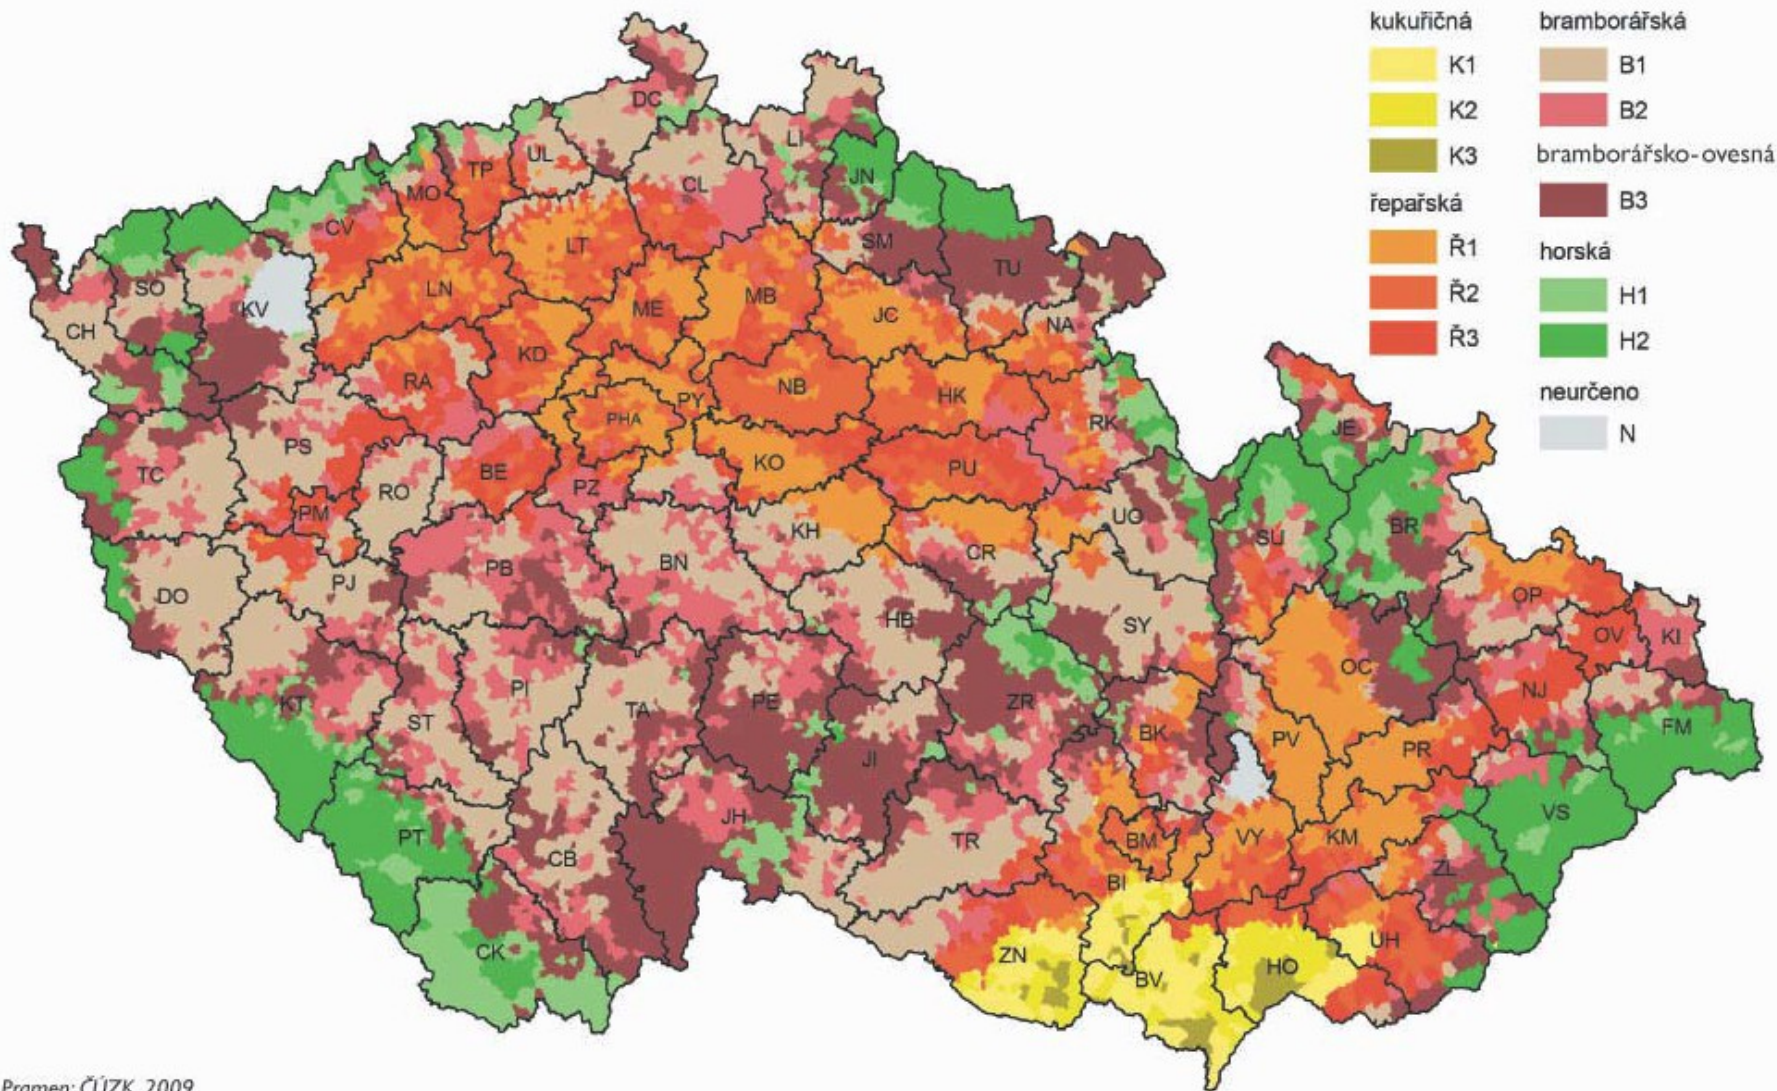 kukuřičná
K1
K2
K3
řepařská
Ř1
Ř2
Ř3
bramborářská
B1
B2
bramborářsko-ovesná
B3
horská
H1
H2
neurčeno
N
DC
LI
UL
TP
CL
JN
MO
CV
SM
LT
TU
SO
LN
KV
ME
MB
JC
NA
CH
KD
RA
NB
HK
PY
PHA
RK
JE
PS
TC
BE
KO
PU
RO
PZ
PM
KH
UO
BR
SU
CR
BN
PB
PJ
DO
OP
HB
SY
OV
KI
OC
PI
NJ
KT
ST
TA
PE
ZR
FM
BK
PV
PR
JI
VS
JH
PT
TR
BM
VY
KM
CB
ZL
BI
CK
ZN
UH
HO
BV
Pramen: ČÚZK, 2009